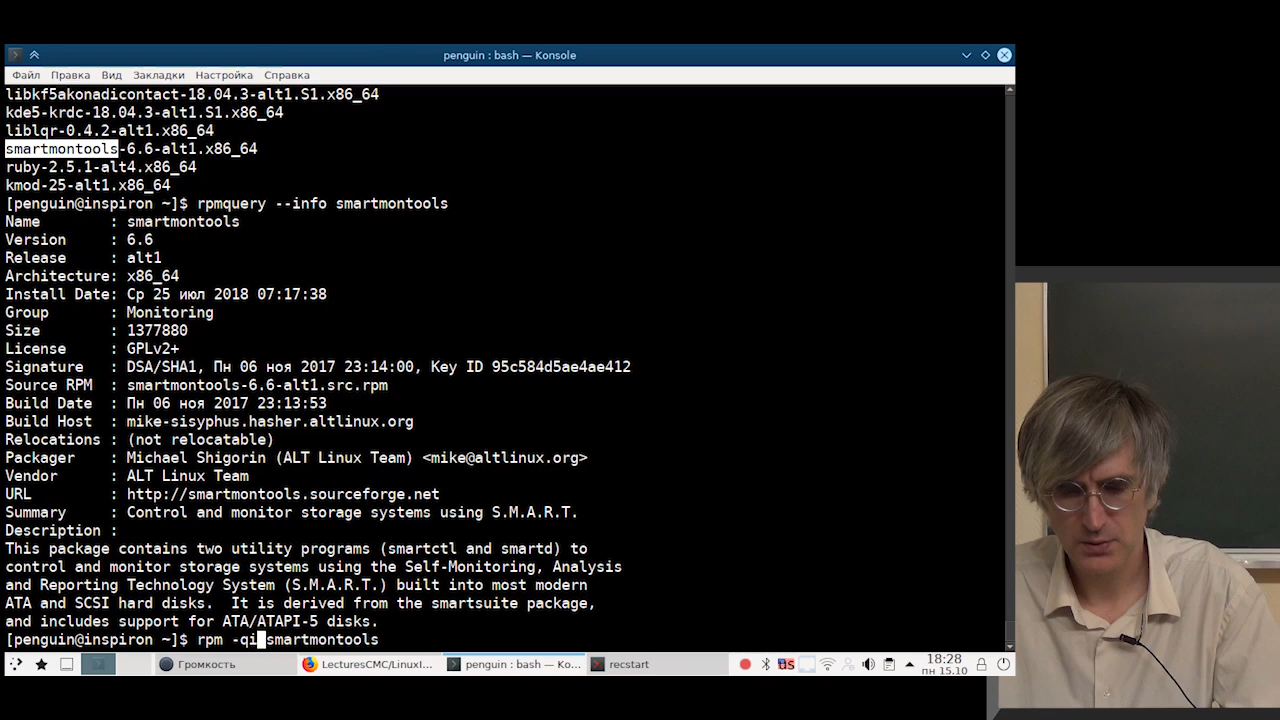 penguin : bash — Konsole
Файл Правка Вид Закладки Настройка Справка
libkf5akonadicontact-18.04.3-alt1.S1.x86_64
kde5-krdc-18.04.3-alt1.S1.x86_64
liblqr-0.4.2-alt1.x86_64
smartmontools-6.6-alt1.x86_64
ruby-2.5.1-alt4.x86_64
kmod-25-alt1.x86_64
[penguin@inspiron ~]$ rpmquery --info smartmontools
Name        : smartmontools
Version     : 6.6
Release     : alt1
Architecture: x86_64
Install Date: Ср 25 июл 2018 07:17:38
Group       : Monitoring
Size        : 1377880
License     : GPLv2+
Signature   : DSA/SHA1, Пн 06 ноя 2017 23:14:00, Key ID 95c584d5ae4ae412
Source RPM  : smartmontools-6.6-alt1.src.rpm
Build Date  : Пн 06 ноя 2017 23:13:53
Build Host  : mike-sisyphus.hasher.altlinux.org
Relocations : (not relocatable)
Packager    : Michael Shigorin (ALT Linux Team) <mike@altlinux.org>
Vendor      : ALT Linux Team
URL         : http://smartmontools.sourceforge.net
Summary     : Control and monitor storage systems using S.M.A.R.T.
Description :
This package contains two utility programs (smartctl and smartd) to
control and monitor storage systems using the Self-Monitoring, Analysis
and Reporting Technology System (S.M.A.R.T.) built into most modern
ATA and SCSI hard disks.  It is derived from the smartsuite package,
and includes support for ATA/ATAPI-5 disks.
[penguin@inspiron ~]$ rpm -qi smartmontools
Громкость LecturesCMC/LinuxI... penguin : bash — Ko... recstart us 18:28
пн 15.10